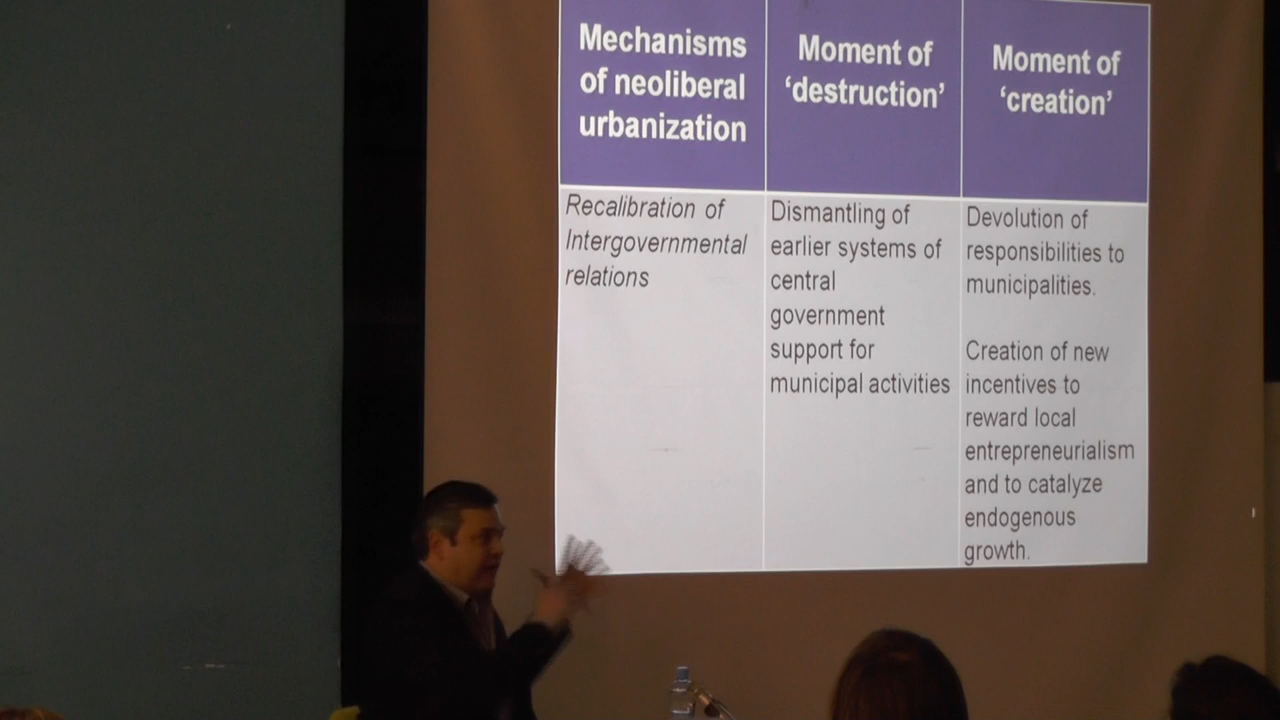 Mechanisms
of neoliberal
urbanization
Moment of
‘destruction’
Moment of
‘creation’
Recalibration of
Intergovernmental
relations
Dismantling of
earlier systems of
central
government
support for
municipal activities
Devolution of
responsibilities to
municipalities.
Creation of new
incentives to
reward local
entrepreneurialism
and to catalyze
endogenous
growth.